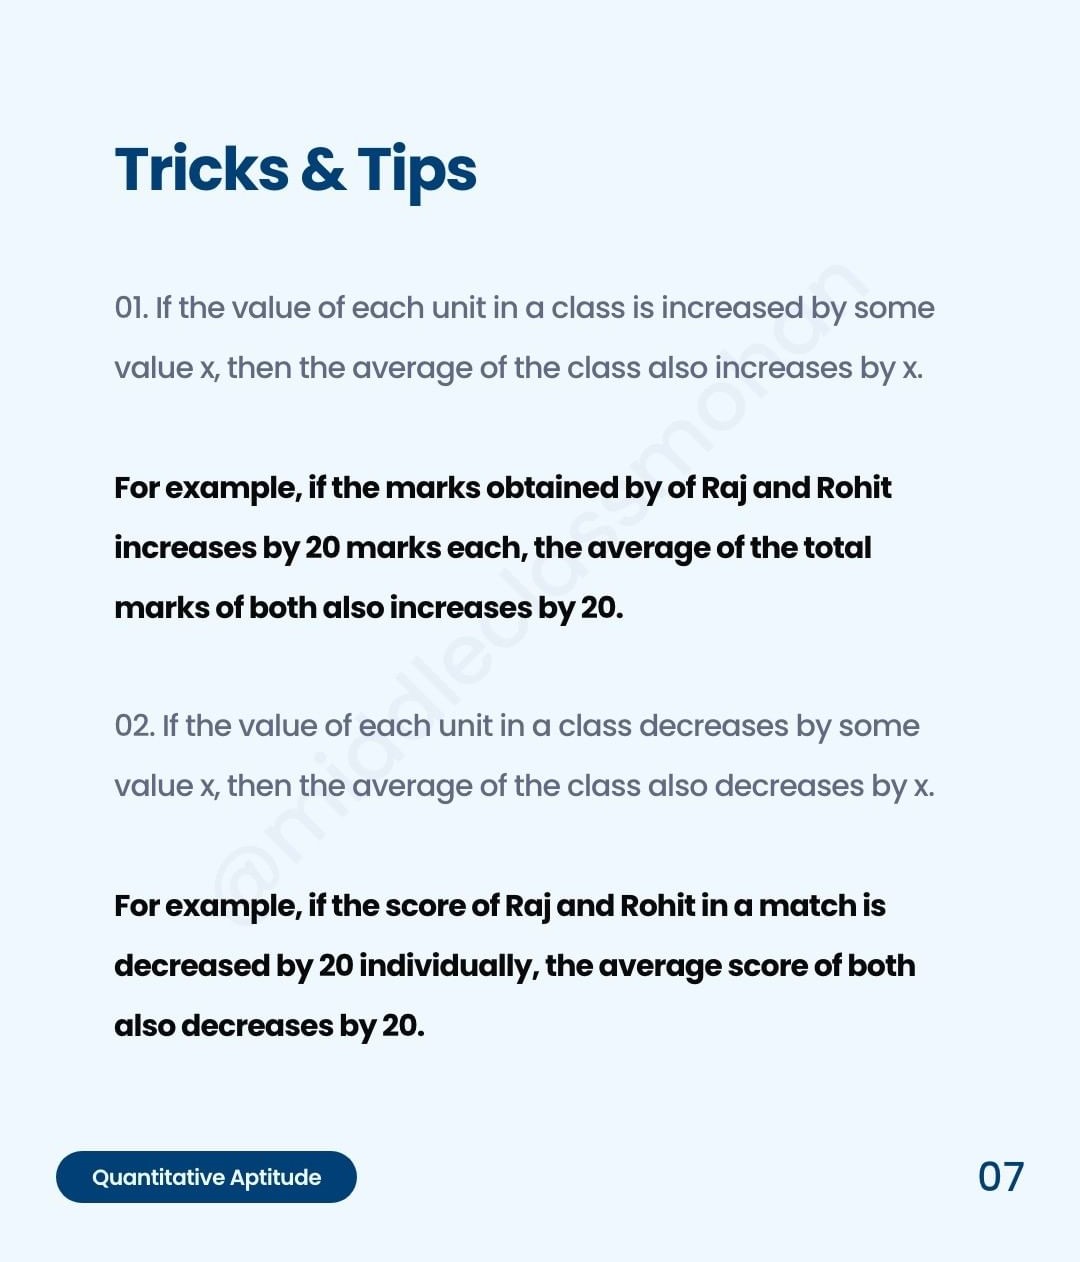 Tricks & Tips
01. If the value of each unit in a class is increased by some
value x, then the average of the class also increases by x.
For example, if the marks obtained by of Raj and Rohit
increases by 20 marks each, the average of the total
marks of both also increases by 20.
02. If the value of each unit in a class decreases by some
value x, then the average of the class also decreases by x.
For example, if the score of Raj and Rohit in a match is
decreased by 20 individually, the average score of both
also decreases by 20.
@middleclassmohan
Quantitative Aptitude
07